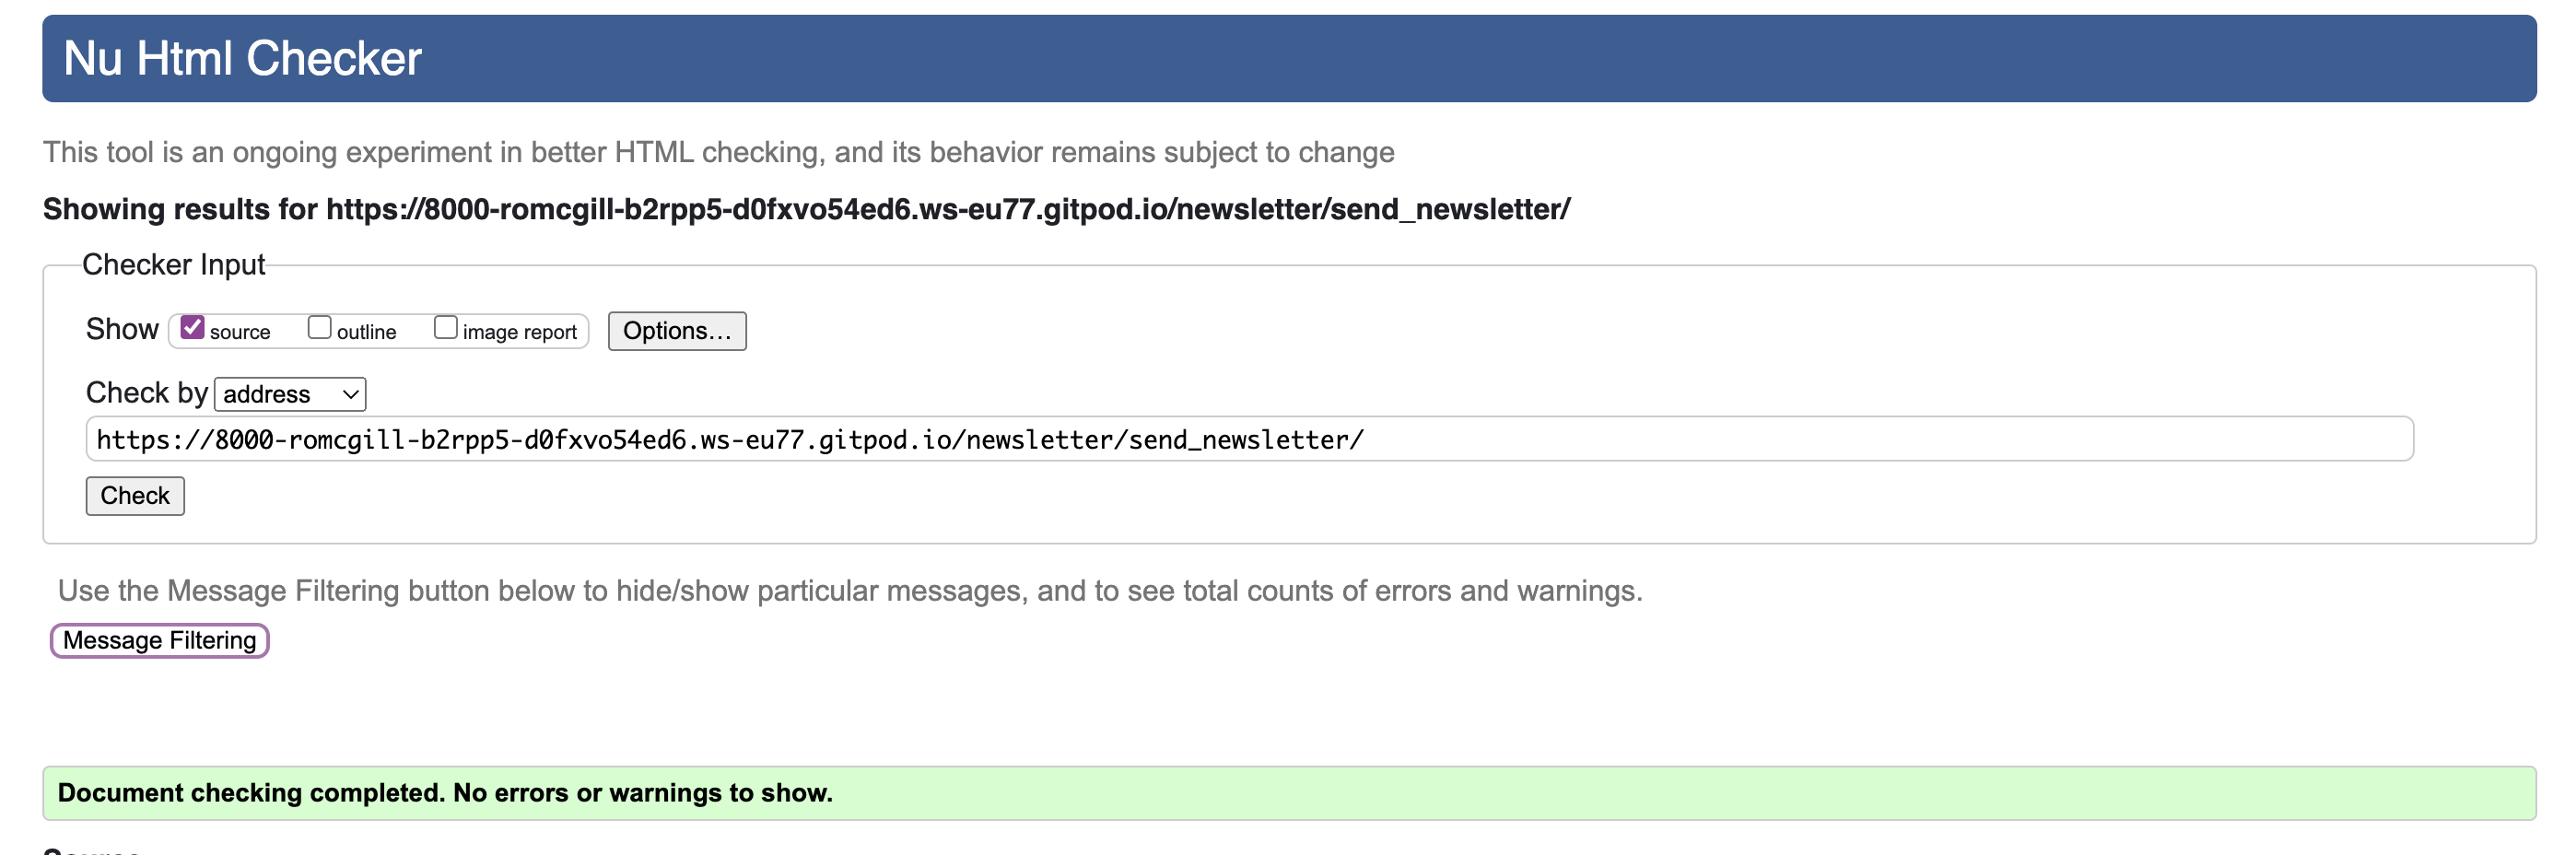 Nu Html Checker
This tool is an ongoing experiment in better HTML checking, and its behavior remains subject to change
Showing results for https://8000-romcgill-b2rpp5-d0fxvo54ed6.ws-eu77.gitpod.io/newsletter/send_newsletter/
Checker Input
Show source outline image report Options...
Check by address
https://8000-romcgill-b2rpp5-d0fxvo54ed6.ws-eu77.gitpod.io/newsletter/send_newsletter/
Check
Use the Message Filtering button below to hide/show particular messages, and to see total counts of errors and warnings.
Message Filtering
Document checking completed. No errors or warnings to show.